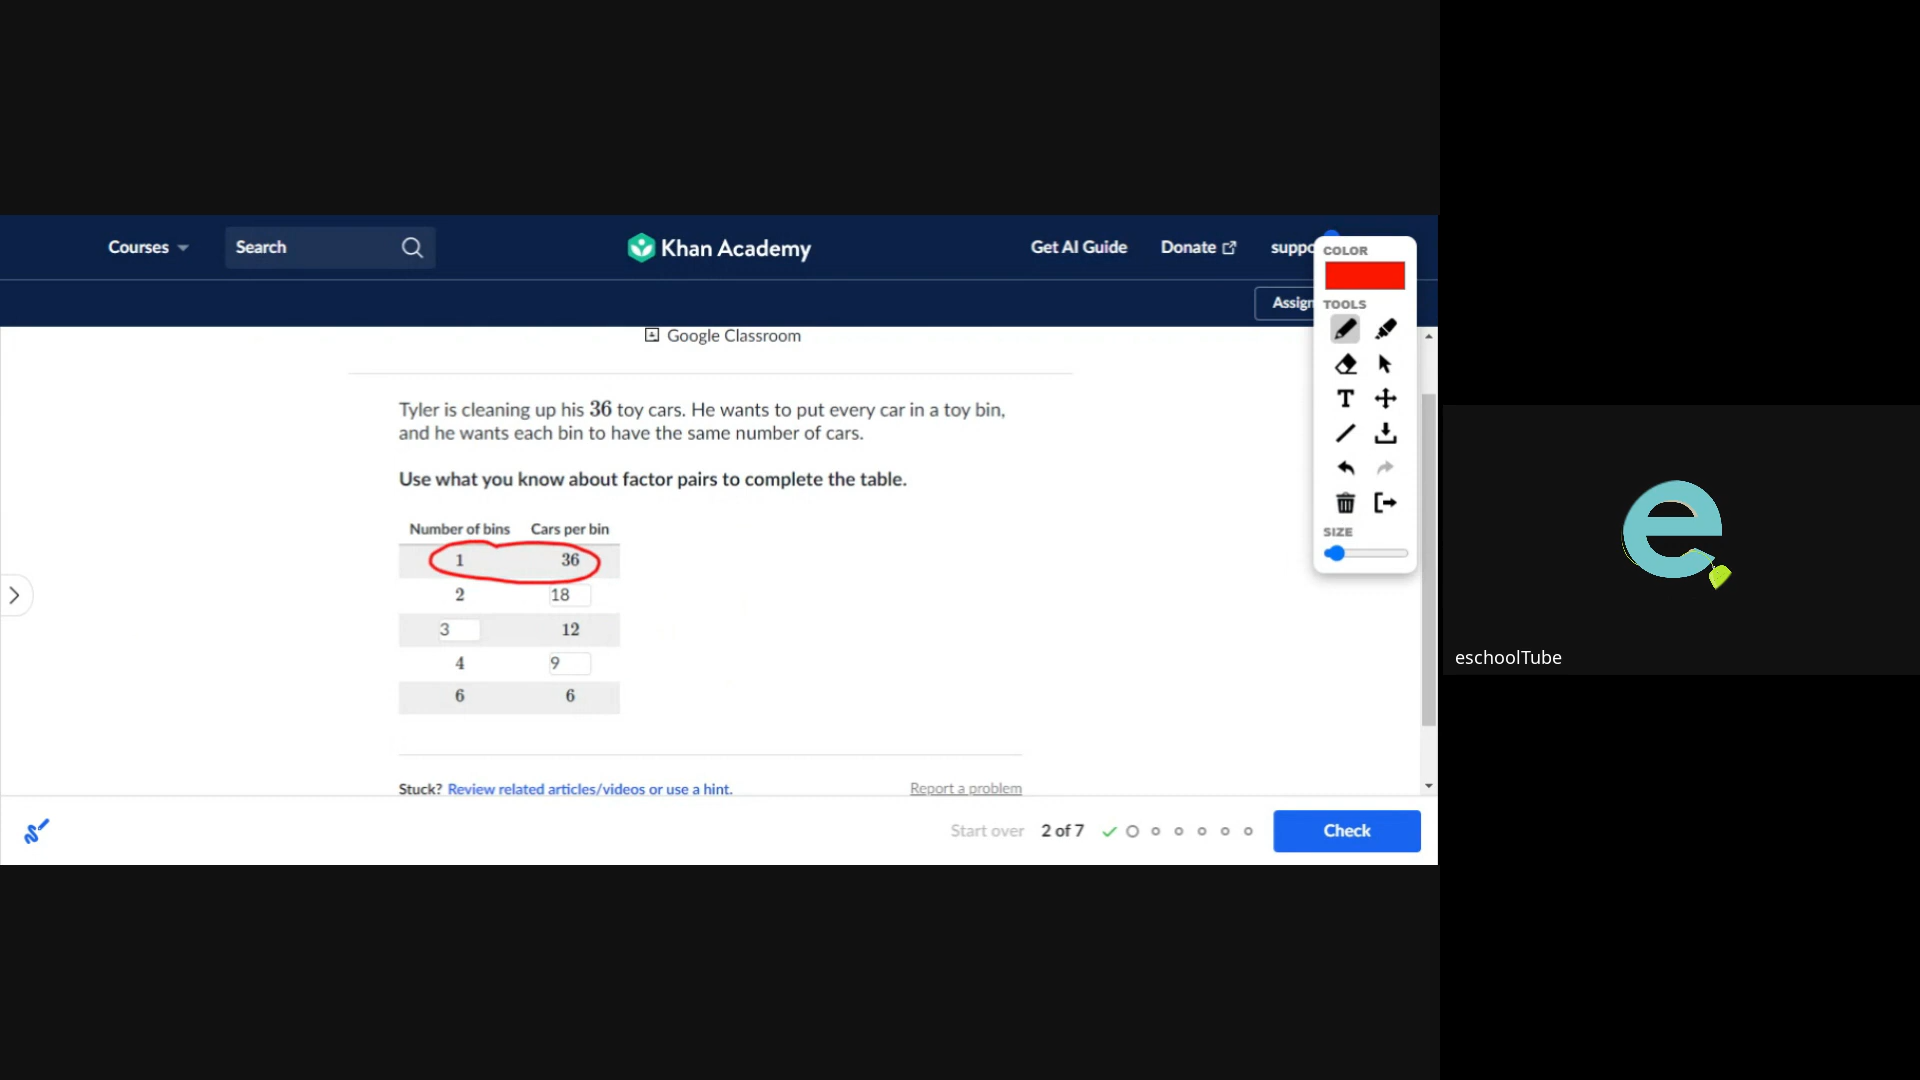 Courses
Search
Khan Academy
Get AI Guide
Donate
suppo
Assign
COLOR
TOOLS
T
SIZE
Google Classroom
Tyler is cleaning up his 36 toy cars. He wants to put every car in a toy bin,
and he wants each bin to have the same number of cars.
Use what you know about factor pairs to complete the table.
Number of bins Cars per bin
1 36
2 18
3 12
4 9
6 6
Stuck? Review related articles/videos or use a hint.
Report a problem
Start over 2 of 7
Check
e
eschoolTube